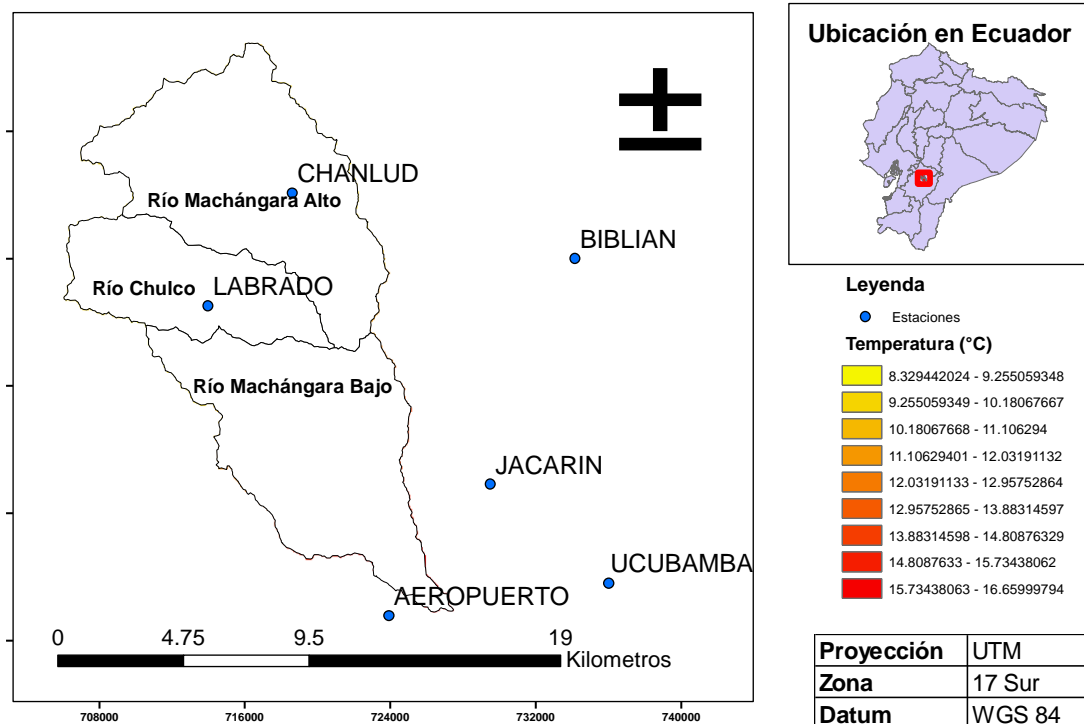 CHANLUD
Río Machángara Alto
BIBLIAN
Río Chulco
LABRADO
Río Machángara Bajo
JACARIN
UCUBAMBA
AEROPUERTO
0 4.75 9.5 19
Kilometros
708000 716000 724000 732000 740000
Ubicación en Ecuador
Leyenda
Estaciones
Temperatura (°C)
8.329442024 - 9.255059348
9.255059349 - 10.18067667
10.18067668 - 11.106294
11.10629401 - 12.03191132
12.03191133 - 12.95752864
12.95752865 - 13.88314597
13.88314598 - 14.80876329
14.8087633 - 15.73438062
15.73438063 - 16.65999794
Proyección UTM
Zona 17 Sur
Datum WGS 84